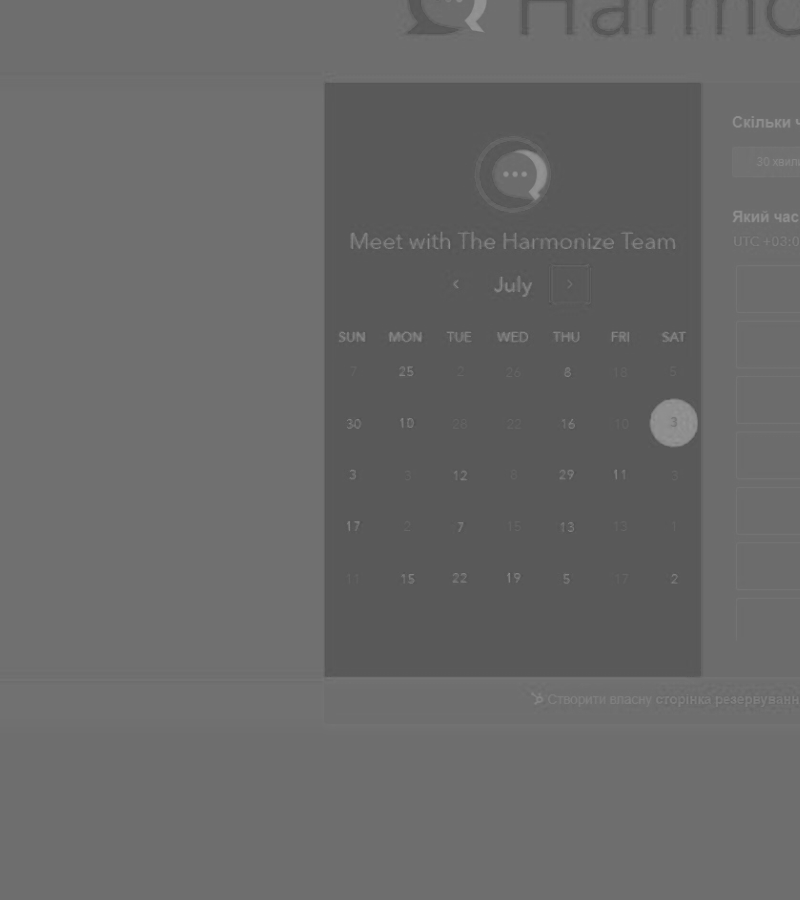 Harmo
Скільки ч
30 хвил
Meet with The Harmonize Team
Який час
UTC +03:0
‹ July ›
SUN MON TUE WED THU FRI SAT
7 25 2 26 8 18 5
30 10 28 22 16 10 3
3 3 12 6 29 11 3
17 2 7 15 13 13 1
11 15 22 19 5 17 2
Створити власну сторінка резервуванн